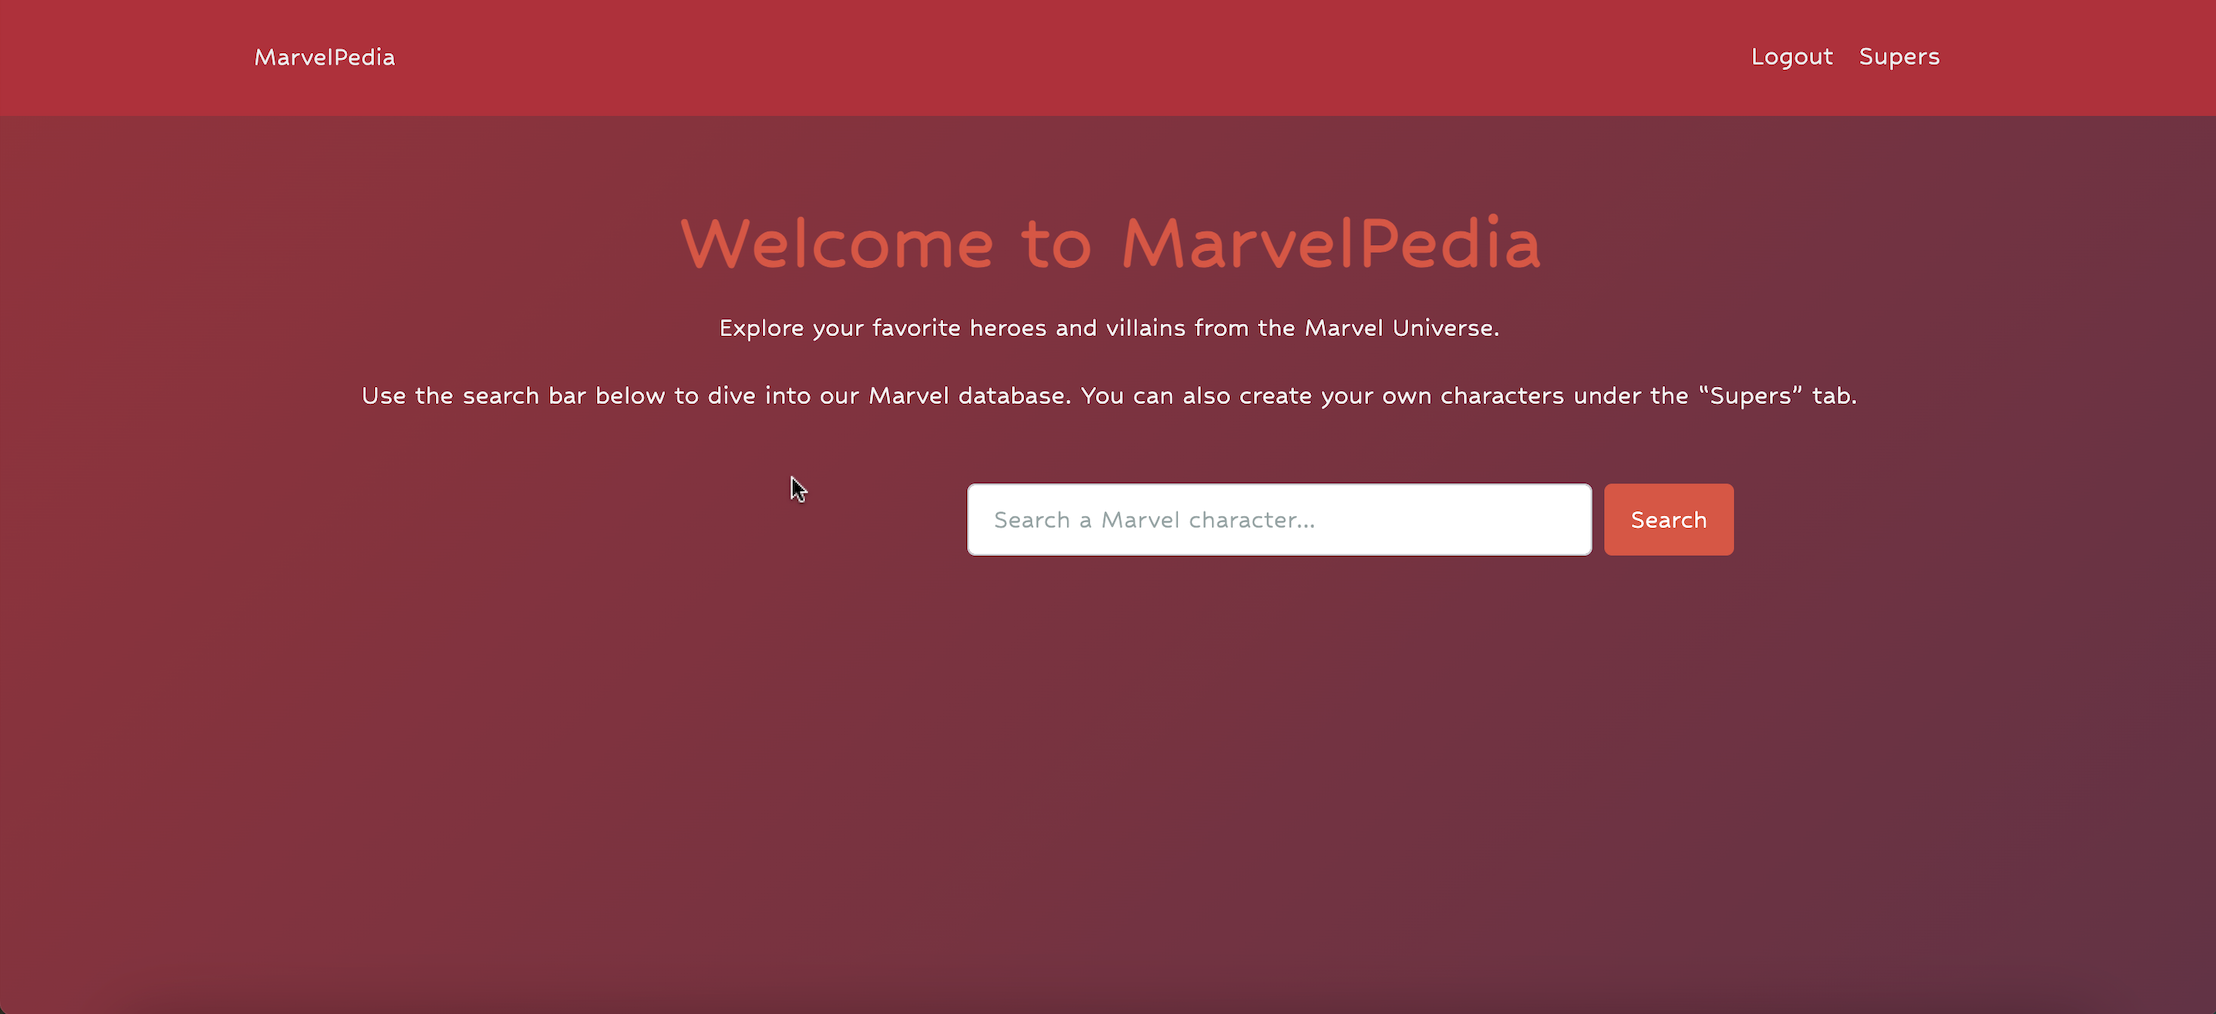 MarvelPedia
Logout Supers
Welcome to MarvelPedia
Explore your favorite heroes and villains from the Marvel Universe.
Use the search bar below to dive into our Marvel database. You can also create your own characters under the “Supers” tab.
Search a Marvel character...
Search